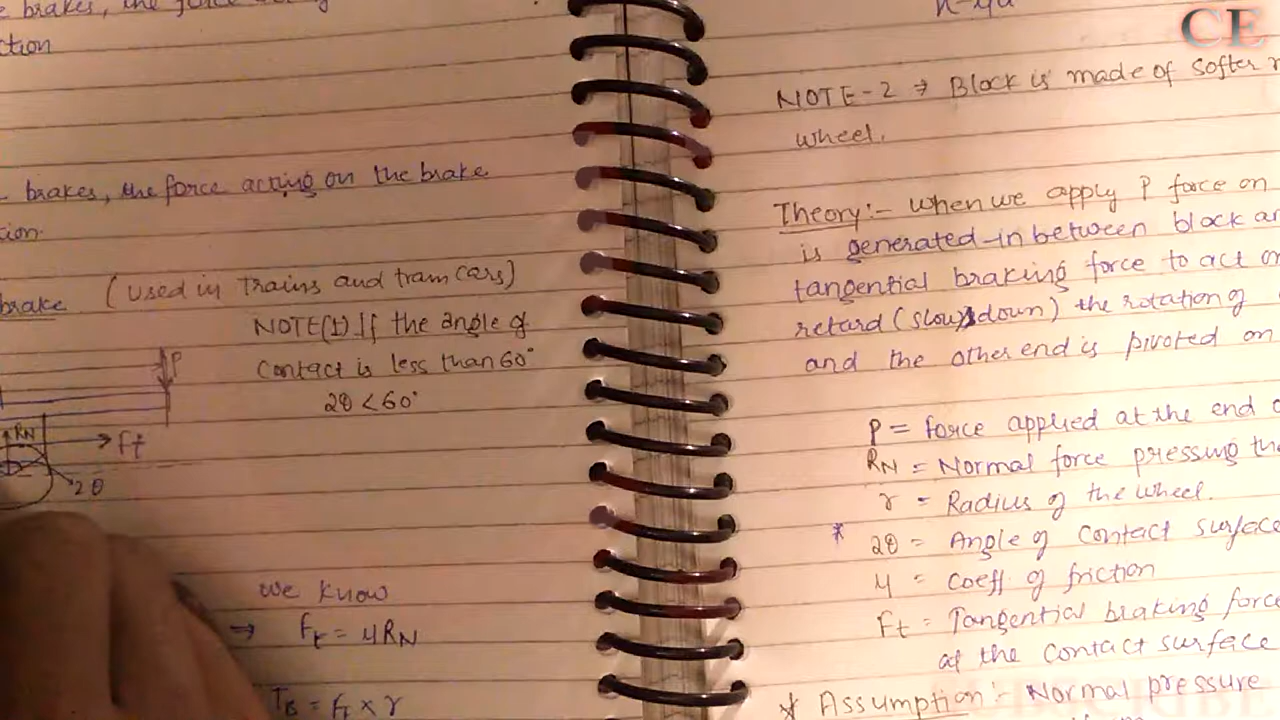 e brakes, the force acting
ction
- brakes, the force acting on the brake
tion.
brake (Used in Trains and tram Cars)
NOTE(1) If the angle of
Contact is less than 60°
2θ < 60°
P
RN
ft
2θ
we know
⇒ Ft = μRN
TB = Ft × r
CE
NOTE-2 → Block is made of Softer
wheel.
Theory:- when we apply P force on
is generated in between block
tangential braking force to act on
retard (slow down) the rotation of
and the other end is pivoted on
P = force applied at the end
RN = Normal force pressing the
r = Radius of the wheel.
* 2θ = Angle of Contact surface
μ = Coeff. of friction
Ft = Tangential braking force
at the contact surface
* Assumption:- Normal pressure
SUBSCRIBE